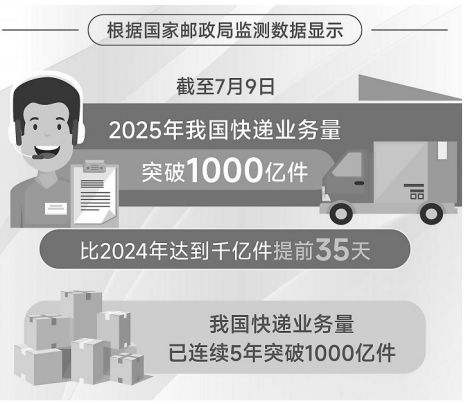 根据国家邮政局监测数据显示
截至7月9日
2025年我国快递业务量
突破1000亿件
比2024年达到千亿件提前35天
我国快递业务量
已连续5年突破1000亿件